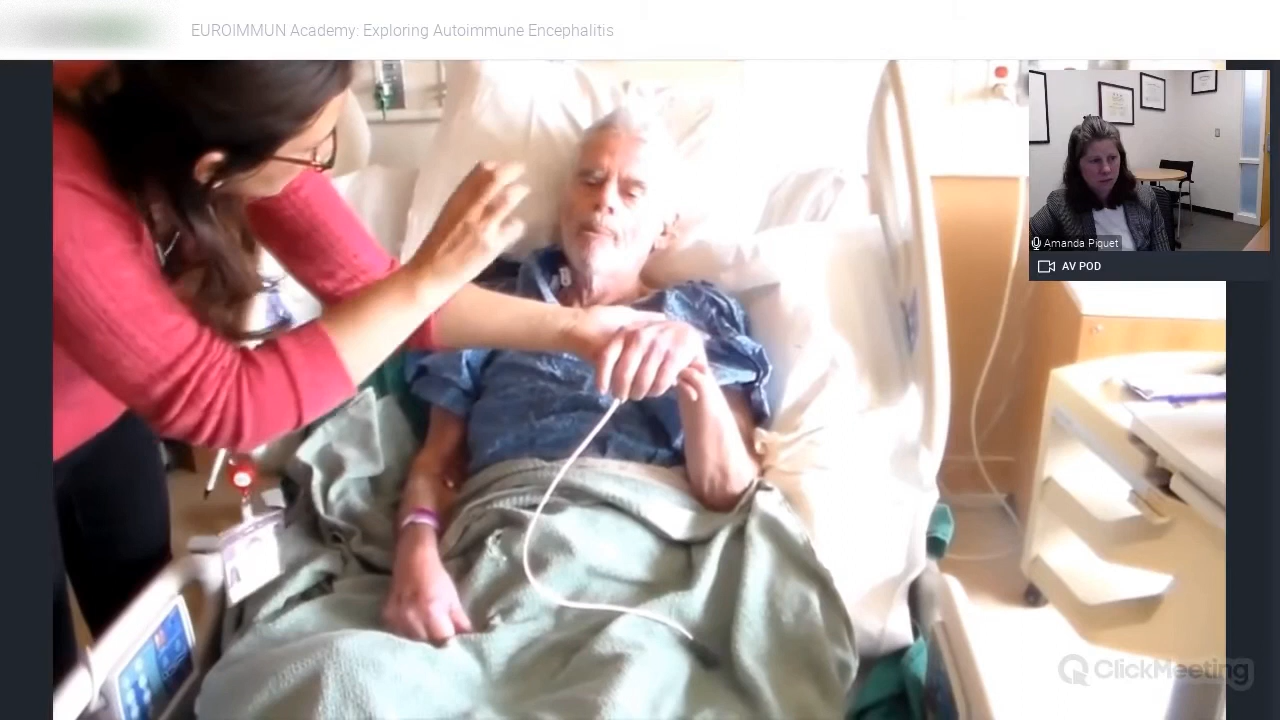 EUROIMMUN Academy: Exploring Autoimmune Encephalitis
Amanda Piquet
AV POD
ClickMeeting